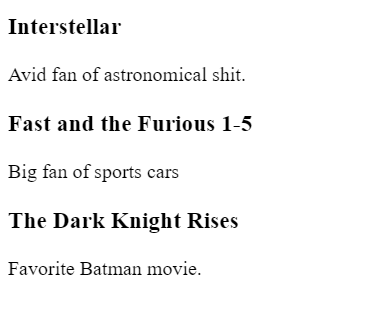 Interstellar
Avid fan of astronomical shit.
Fast and the Furious 1-5
Big fan of sports cars
The Dark Knight Rises
Favorite Batman movie.